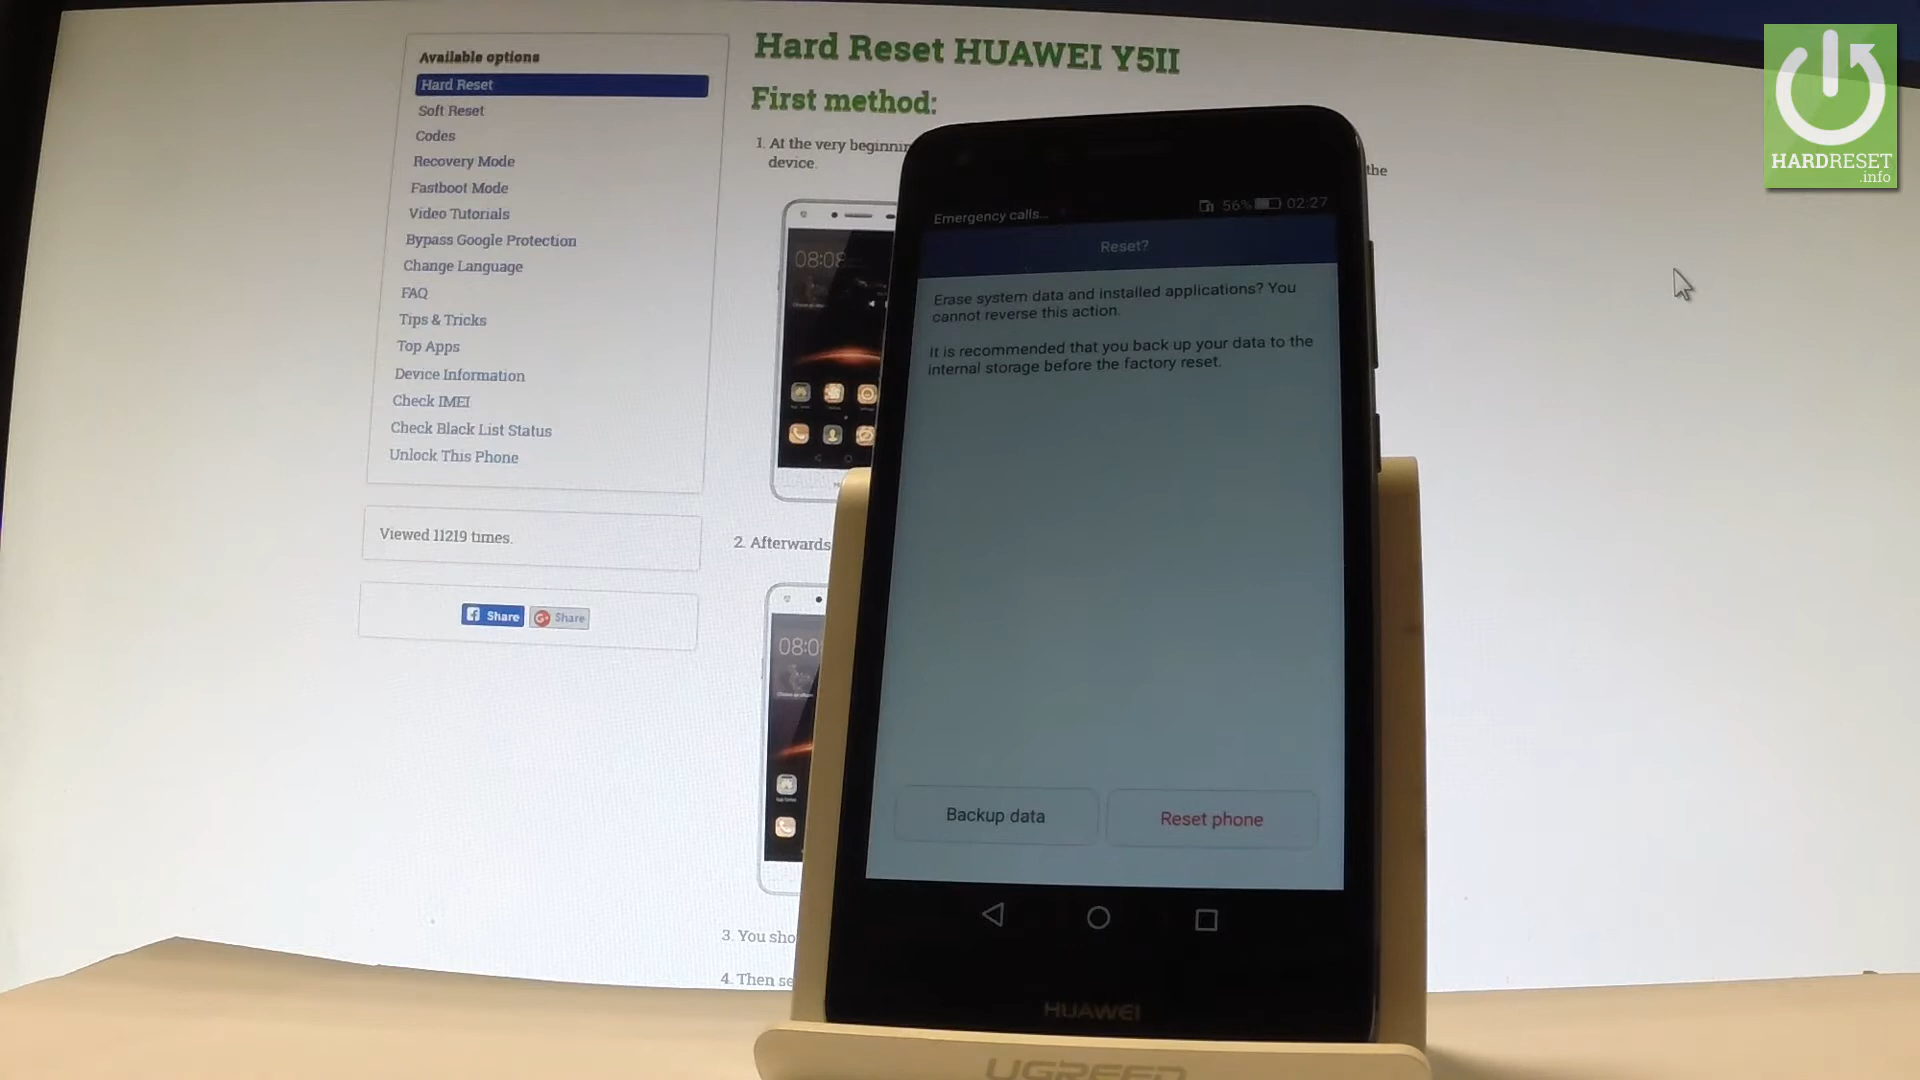 Available options
Hard Reset
Soft Reset
Codes
Recovery Mode
Fastboot Mode
Video Tutorials
Bypass Google Protection
Change Language
FAQ
Tips & Tricks
Top Apps
Device Information
Check IMEI
Check Black List Status
Unlock This Phone
Viewed 11219 times.
Share
Share
Hard Reset HUAWEI Y5II
First method:
1. At the very beginnin
the
device.
08:08
2. Afterwards
08:0
3. You sho
4. Then se
Emergency calls...
56%
02:27
Reset?
Erase system data and installed applications? You
cannot reverse this action.
It is recommended that you back up your data to the
internal storage before the factory reset.
Backup data
Reset phone
HUAWEI
UGREEN
HARDRESET
.info